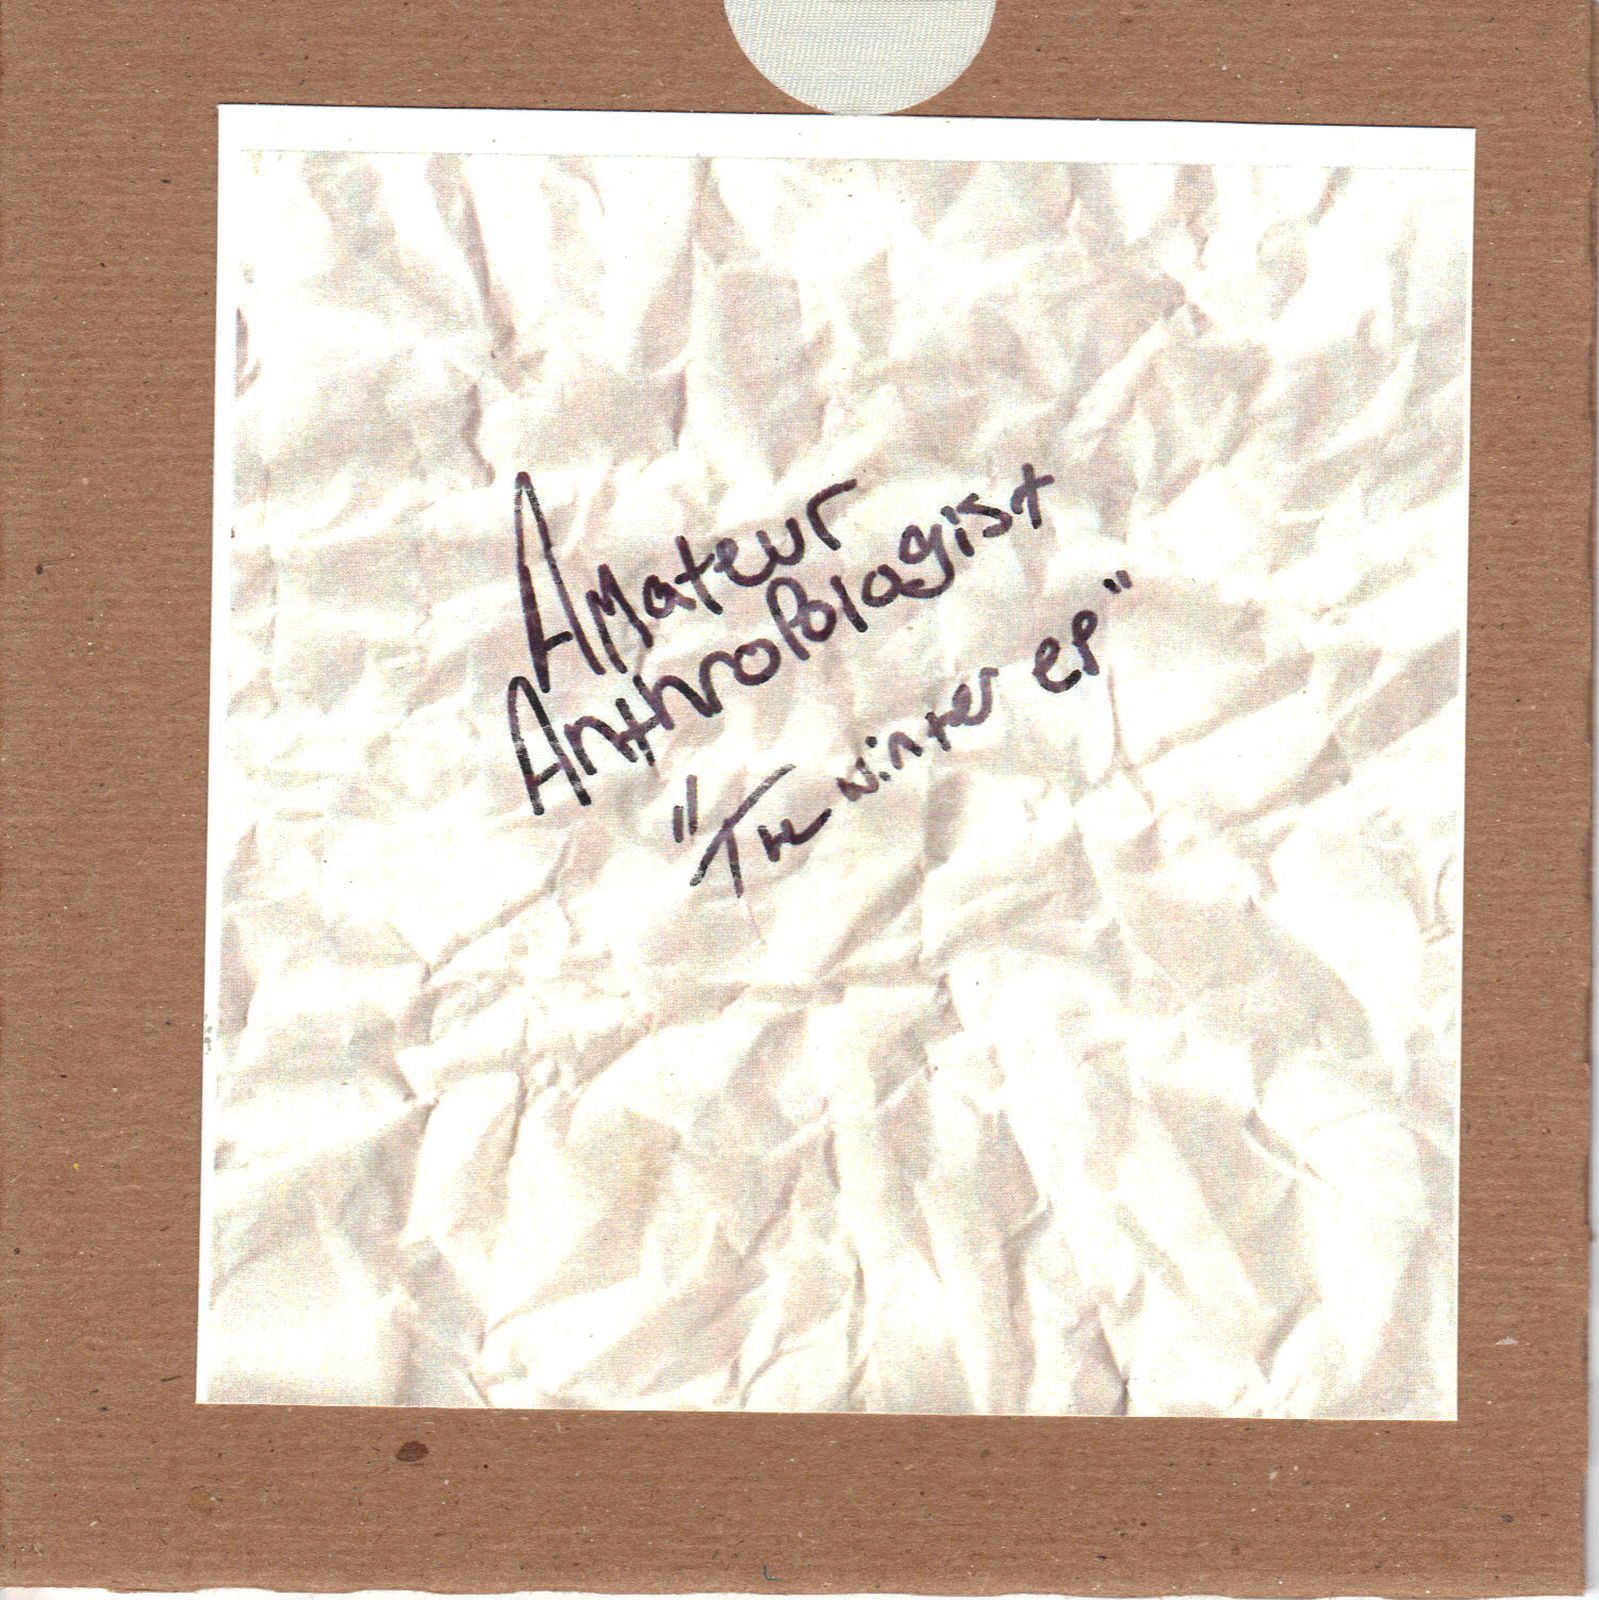 Amateur
Anthropologist
"The winter EP"